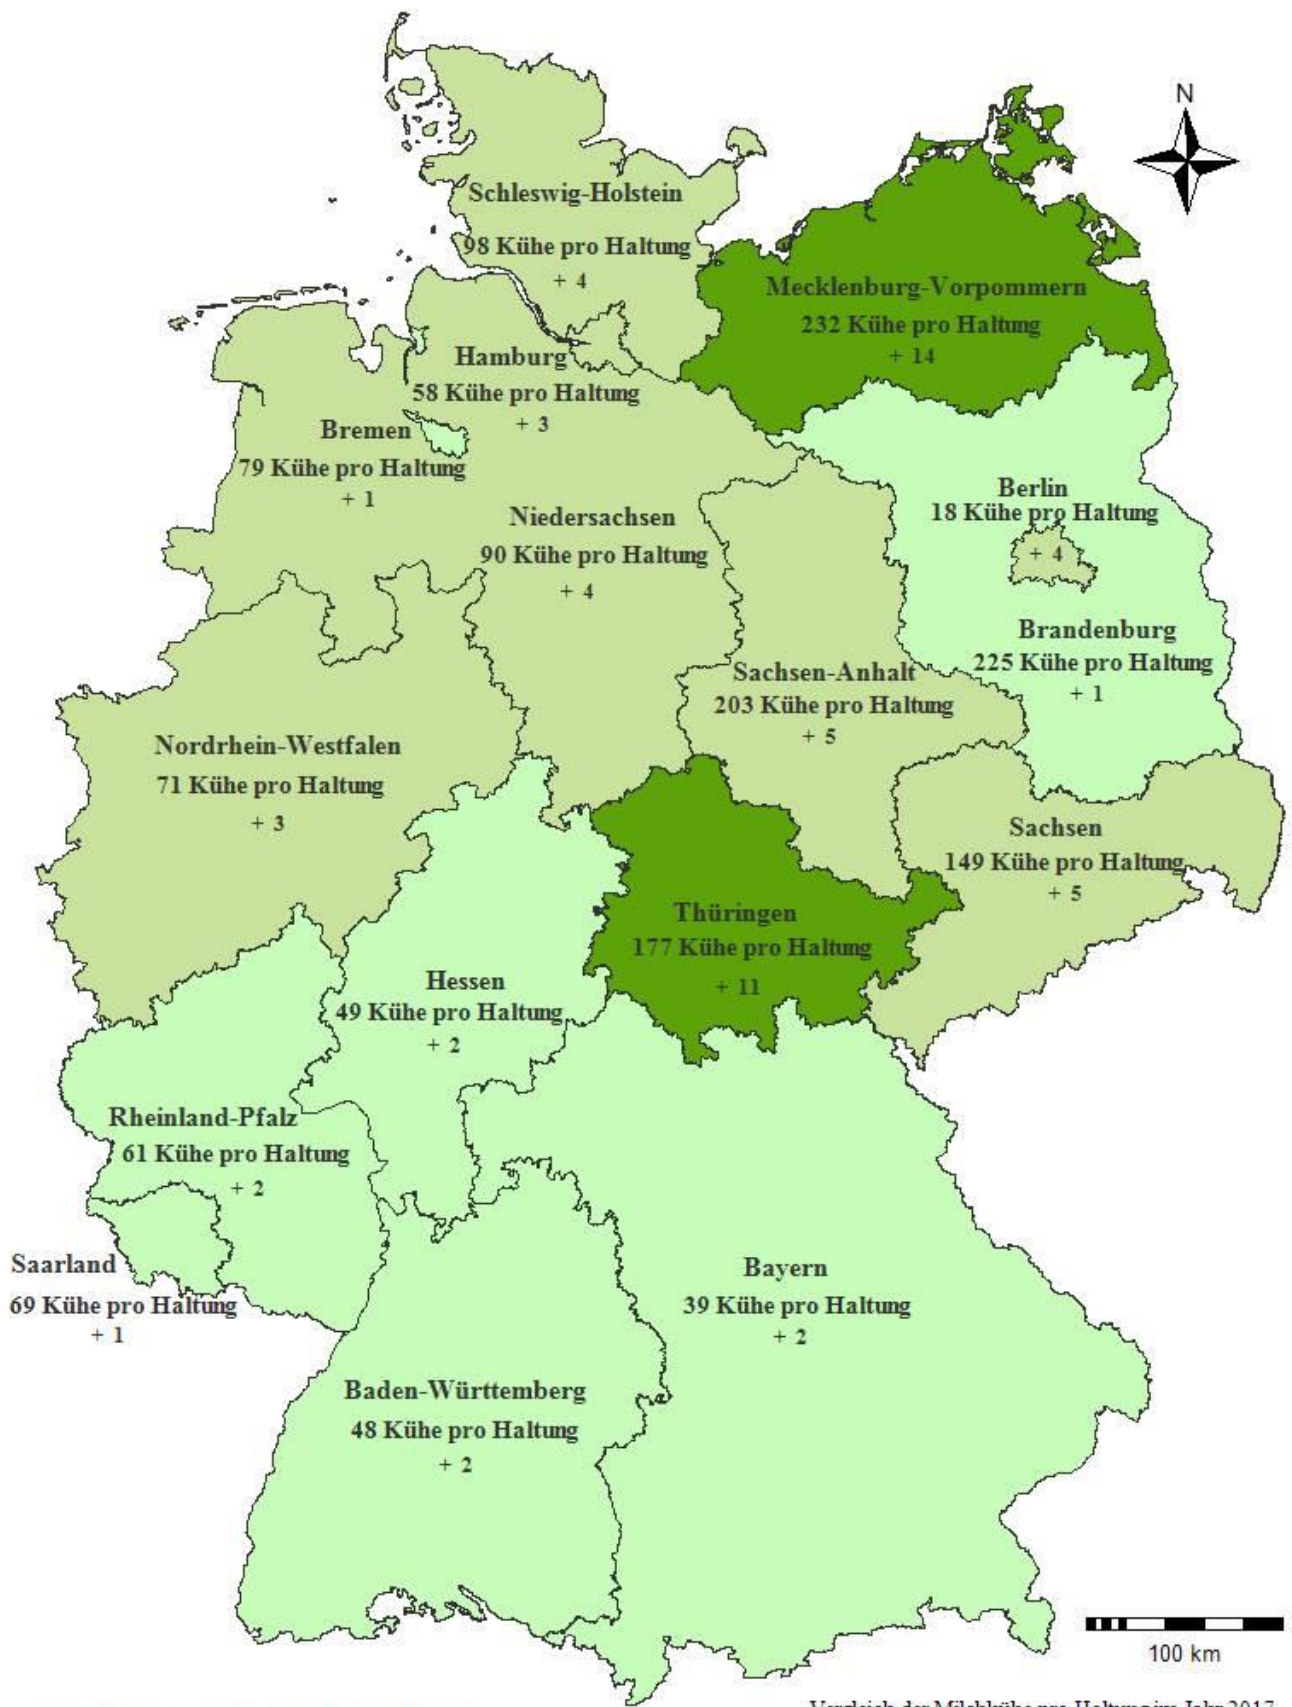 N
Schleswig-Holstein
98 Kühe pro Haltung
+ 4
Mecklenburg-Vorpommern
232 Kühe pro Haltung
+ 14
Hamburg
58 Kühe pro Haltung
+ 3
Bremen
79 Kühe pro Haltung
+ 1
Niedersachsen
90 Kühe pro Haltung
+ 4
Berlin
18 Kühe pro Haltung
+ 4
Brandenburg
225 Kühe pro Haltung
+ 1
Sachsen-Anhalt
203 Kühe pro Haltung
+ 5
Nordrhein-Westfalen
71 Kühe pro Haltung
+ 3
Sachsen
149 Kühe pro Haltung
+ 5
Thüringen
177 Kühe pro Haltung
+ 11
Hessen
49 Kühe pro Haltung
+ 2
Rheinland-Pfalz
61 Kühe pro Haltung
+ 2
Saarland
69 Kühe pro Haltung
+ 1
Bayern
39 Kühe pro Haltung
+ 2
Baden-Württemberg
48 Kühe pro Haltung
+ 2
100 km
Vergleich der Milchkühe pro Haltung im Jahr 2017